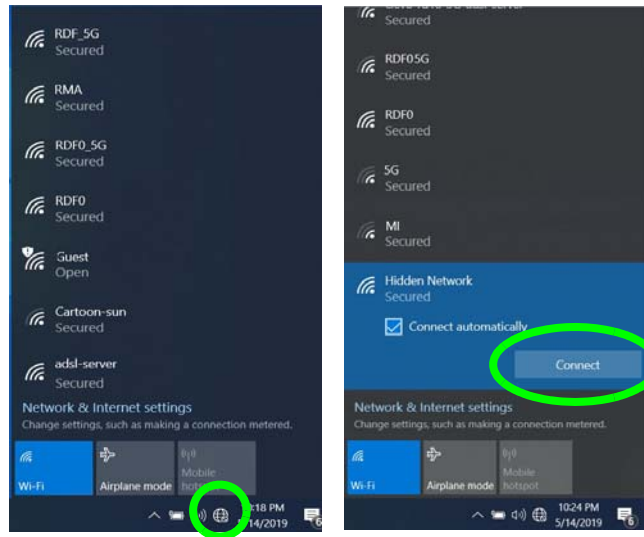 RDF_5G
Secured
RMA
Secured
RDF0_5G
Secured
RDF0
Secured
Guest
Open
Cartoon-sun
Secured
adsl-server
Secured
Network & Internet settings
Change settings, such as making a connection metered.
Wi-Fi
Airplane mode
Mobile
hotspot
:18 PM
/14/2019
6
Secured
RDF05G
Secured
RDF0
Secured
5G
Secured
MI
Secured
Hidden Network
Secured
Connect automatically
Connect
Network & Internet settings
Change settings, such as making a connection metered.
Wi-Fi
Airplane mode
Mobile
hotspot
10:24 PM
5/14/2019
6